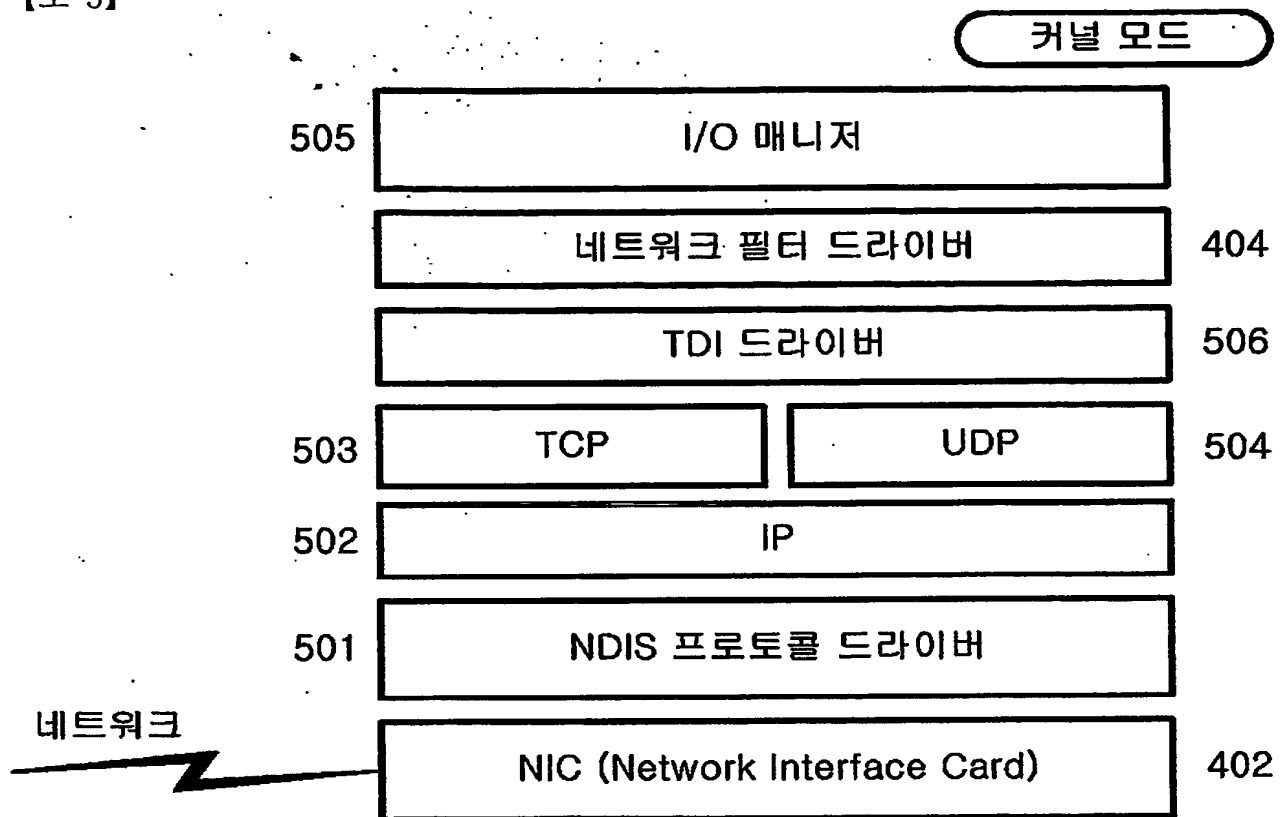 커널 모드
505 I/O 매니저
네트워크 필터 드라이버 404
TDI 드라이버 506
503 TCP UDP 504
502 IP
501 NDIS 프로토콜 드라이버
네트워크
NIC (Network Interface Card) 402